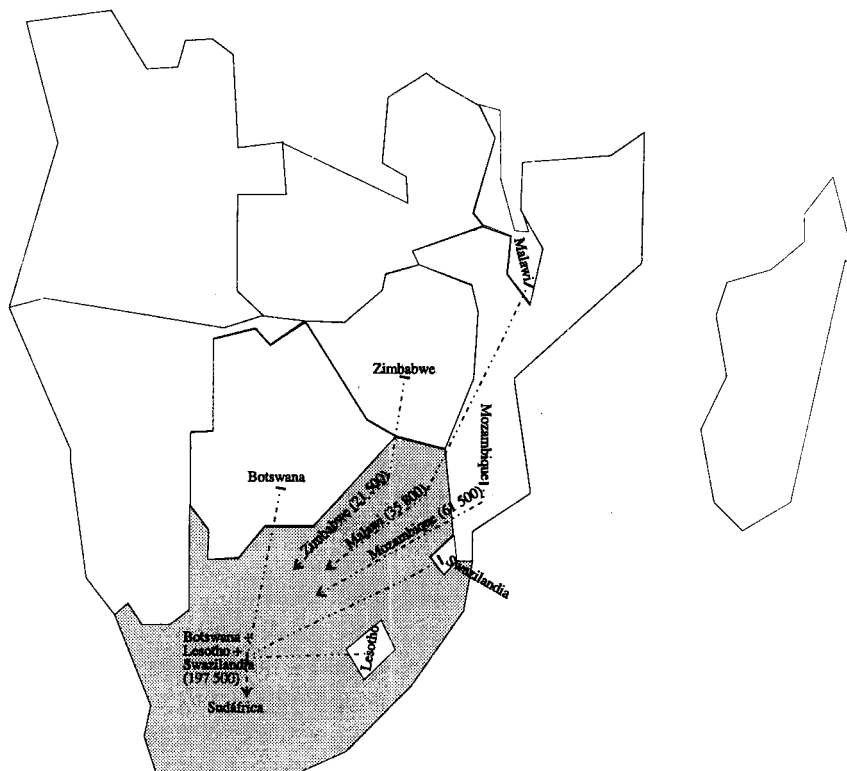 Malawi
Zimbabwe
Mozambique
Botswana
Zimbabwe (21 500)
Malawi (35 800)
Mozambique (61 500)
Swazilandia
Botswana +
Lesotho +
Swazilandia
(197 500)
Lesotho
Sudáfrica